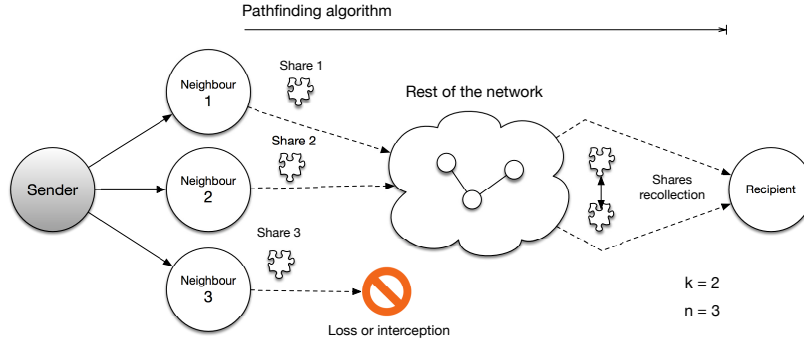 Pathfinding algorithm
Share 1
Neighbour
1
Rest of the network
Share 2
Sender
Neighbour
2
Shares
recollection
Recipient
Share 3
Neighbour
3
k = 2
n = 3
Loss or interception